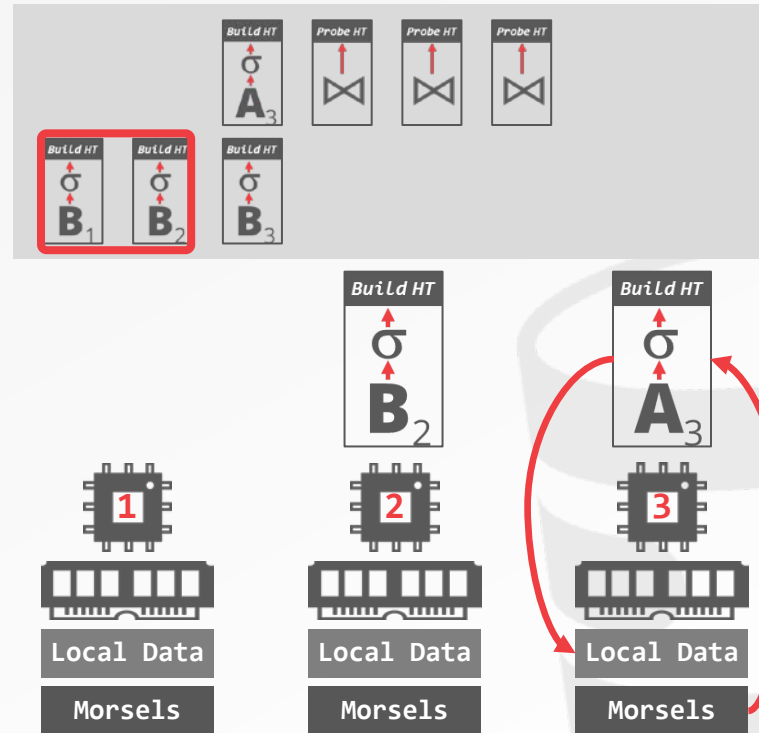 Build HT Probe HT Probe HT Probe HT
σ
A3
Build HT Build HT Build HT
σ σ σ
B1 B2 B3
Build HT Build HT
σ σ
B2 A3
1 2 3
Local Data Local Data Local Data
Morsels Morsels Morsels